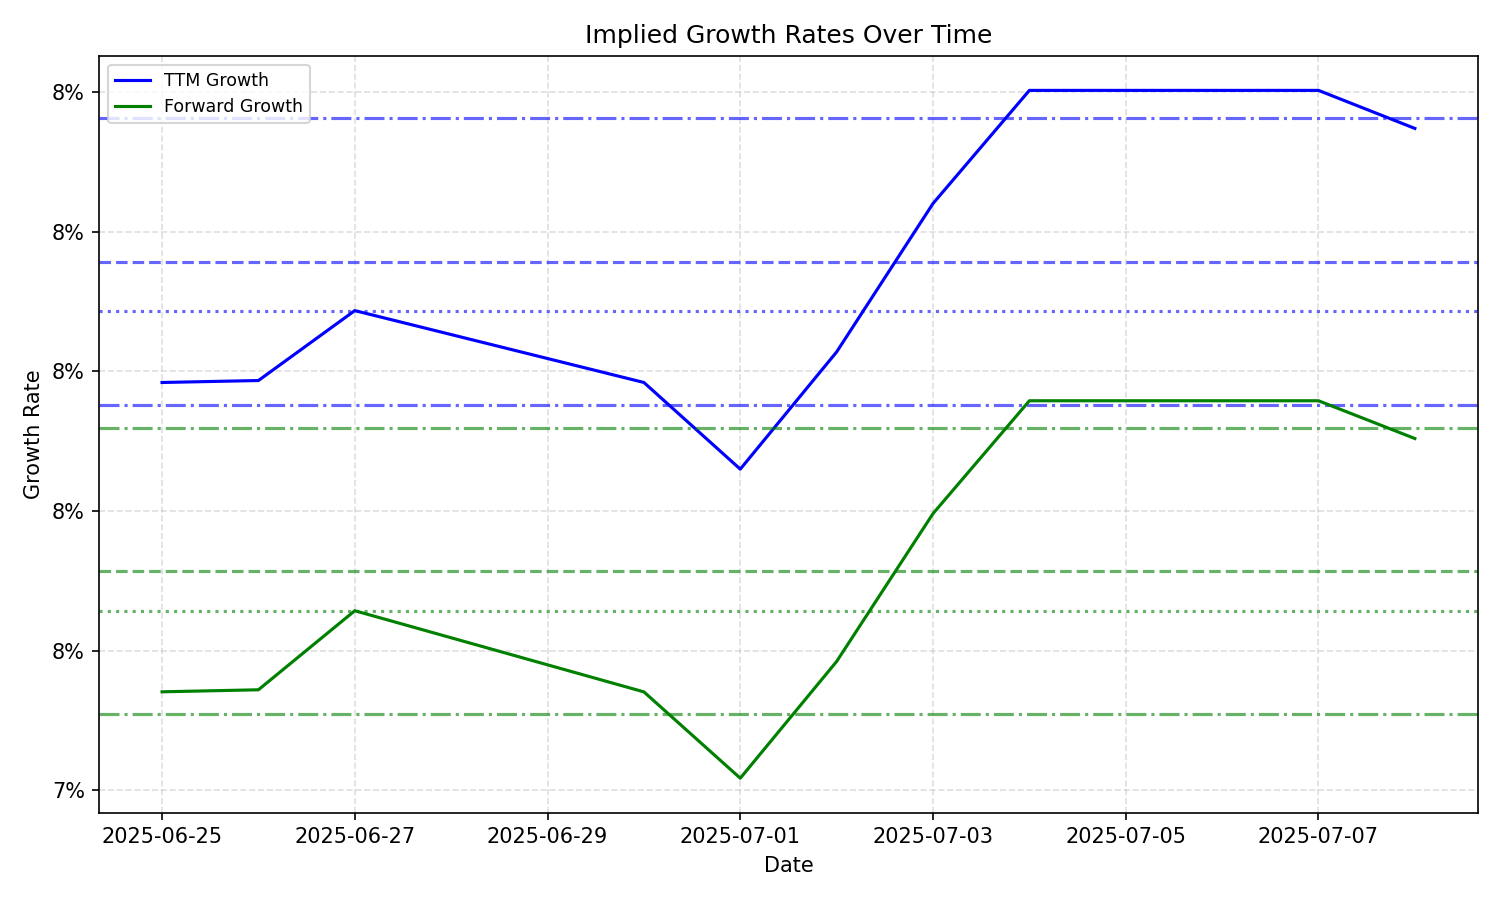 Implied Growth Rates Over Time
TTM Growth
Forward Growth
8%
8%
8%
8%
8%
7%
Growth Rate
2025-06-25
2025-06-27
2025-06-29
2025-07-01
2025-07-03
2025-07-05
2025-07-07
Date